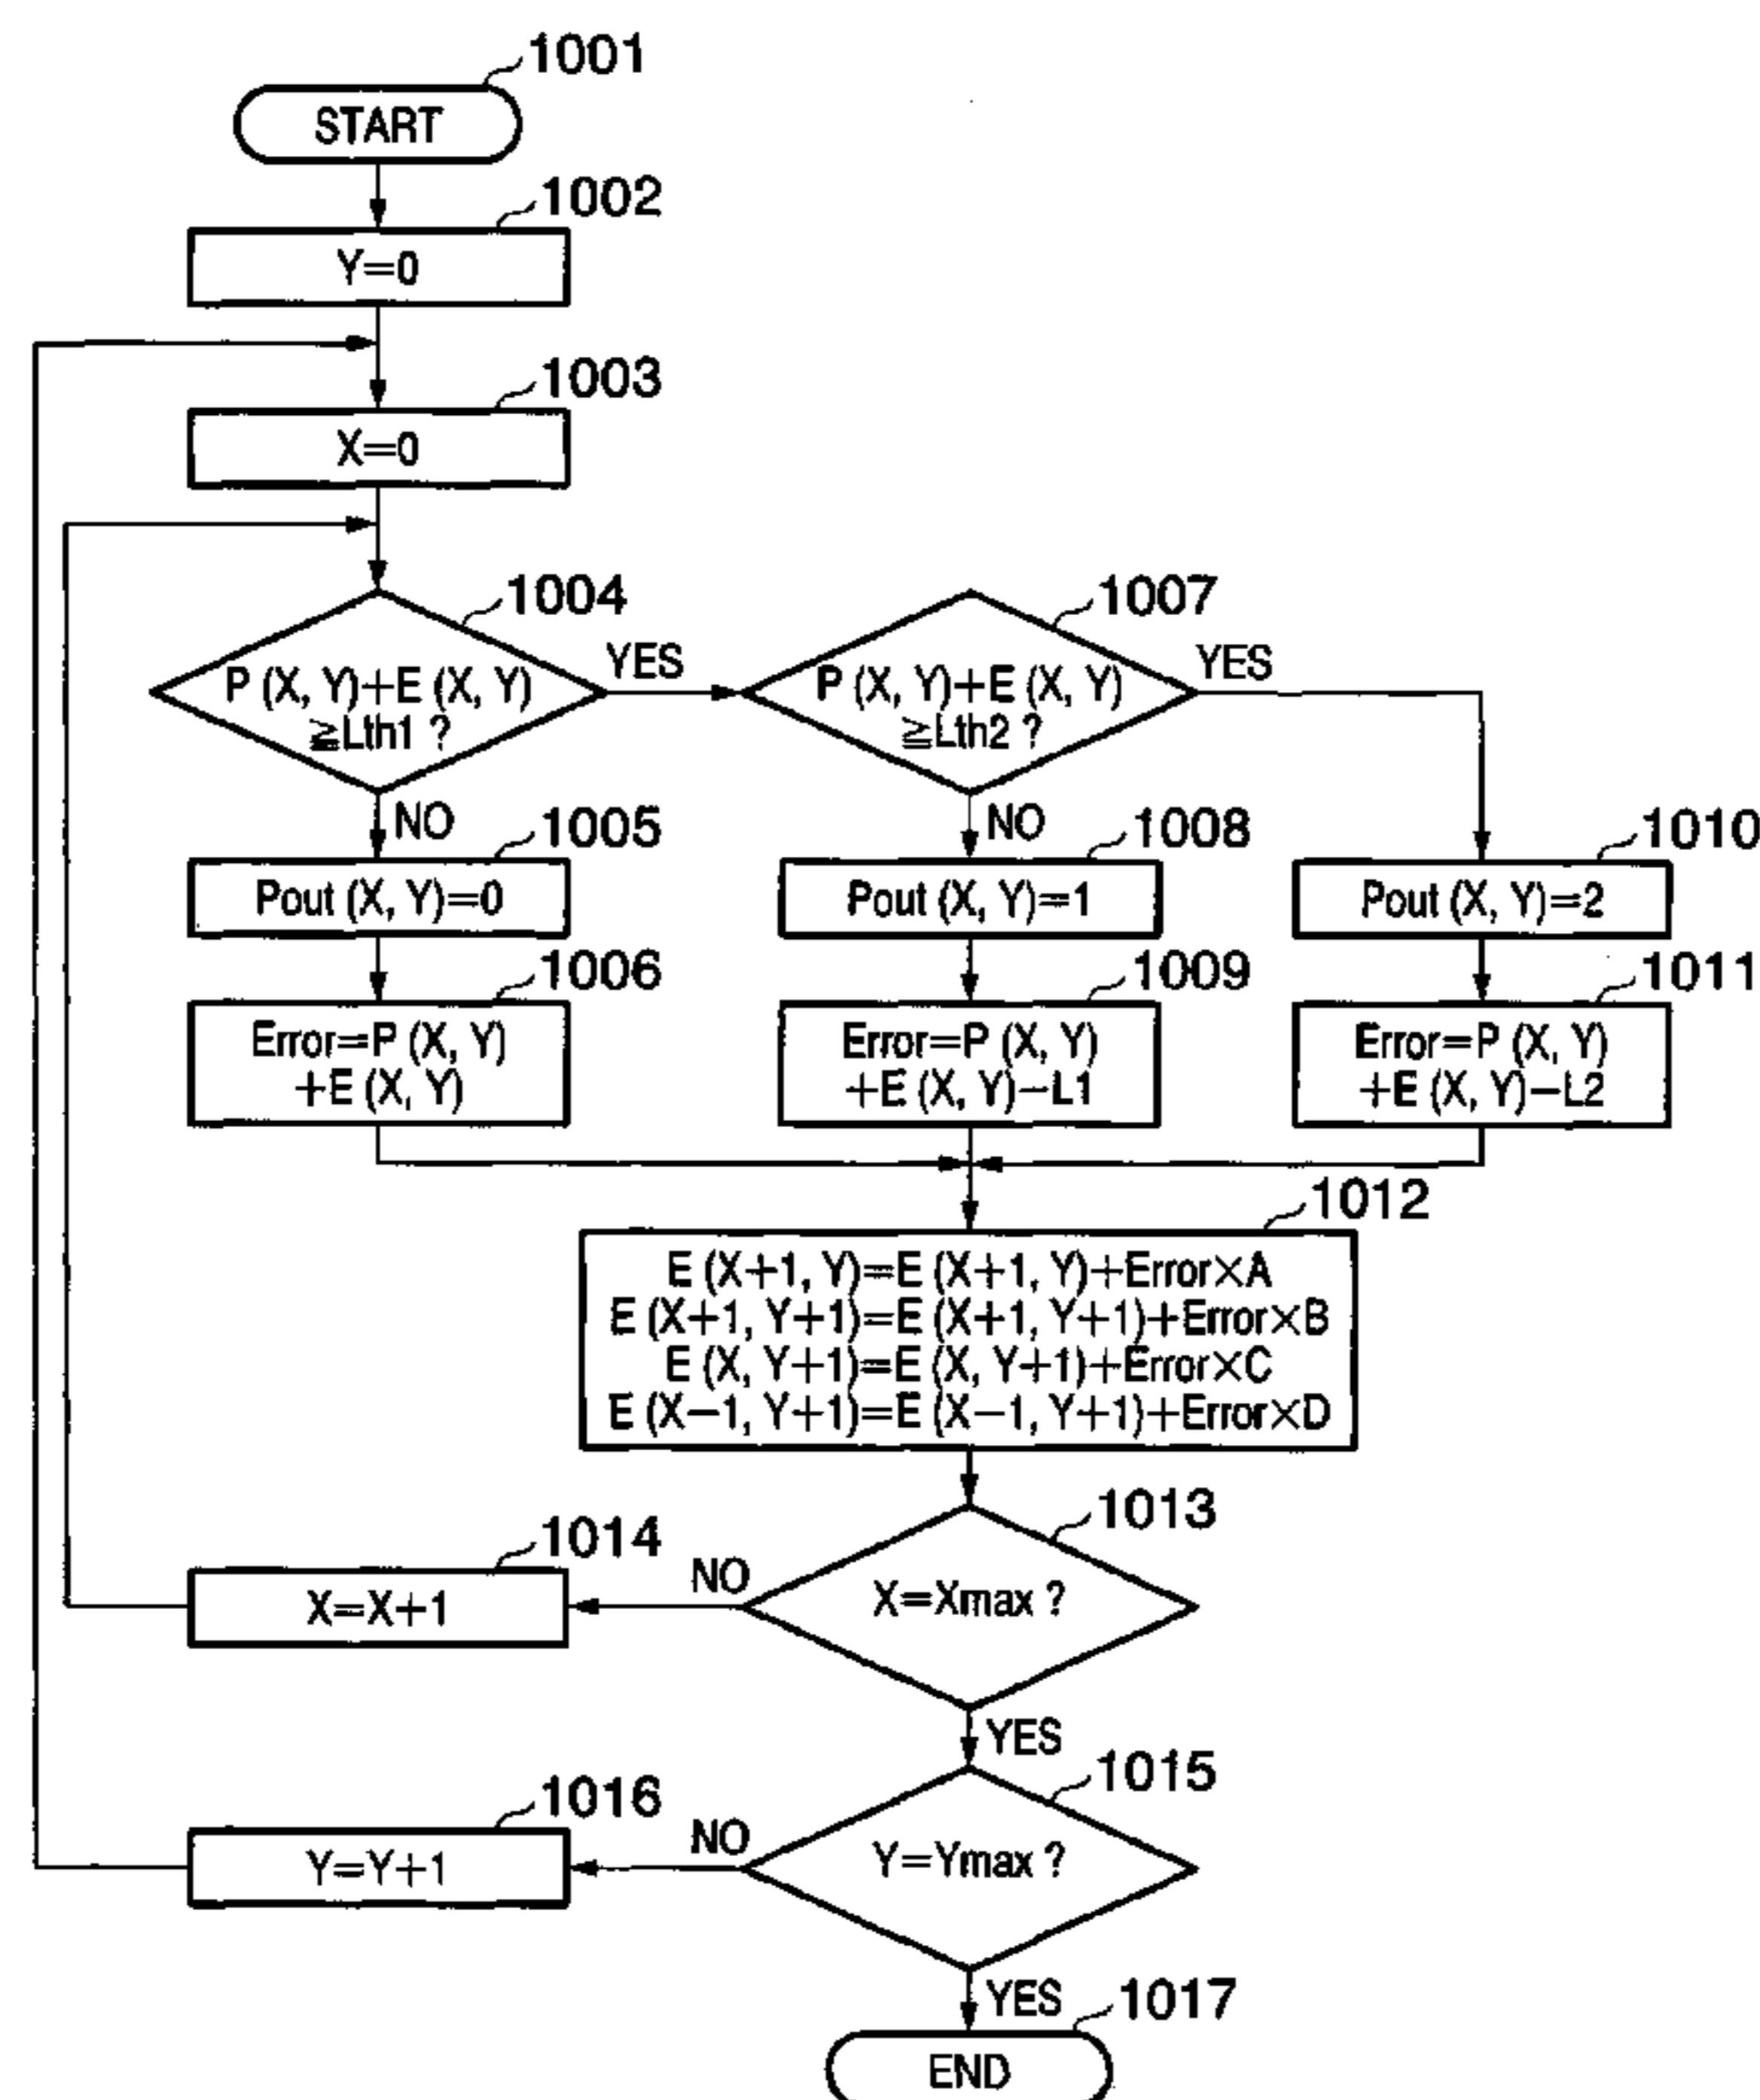 1001
START
1002
Y=0
1003
X=0
1004
P (X, Y)+E (X, Y)
≧Lth1 ?
YES
1007
P (X, Y)+E (X, Y)
≧Lth2 ?
YES
NO
1005
Pout (X, Y)=0
NO
1008
Pout (X, Y)=1
1010
Pout (X, Y)=2
1006
Error=P (X, Y)
+E (X, Y)
1009
Error=P (X, Y)
+E (X, Y)−L1
1011
Error=P (X, Y)
+E (X, Y)−L2
1012
E (X+1, Y)=E (X+1, Y)+Error×A
E (X+1, Y+1)=E (X+1, Y+1)+Error×B
E (X, Y+1)=E (X, Y+1)+Error×C
E (X−1, Y+1)=E (X−1, Y+1)+Error×D
1013
X=Xmax ?
NO
1014
X=X+1
YES
1015
Y=Ymax ?
NO
1016
Y=Y+1
YES
1017
END